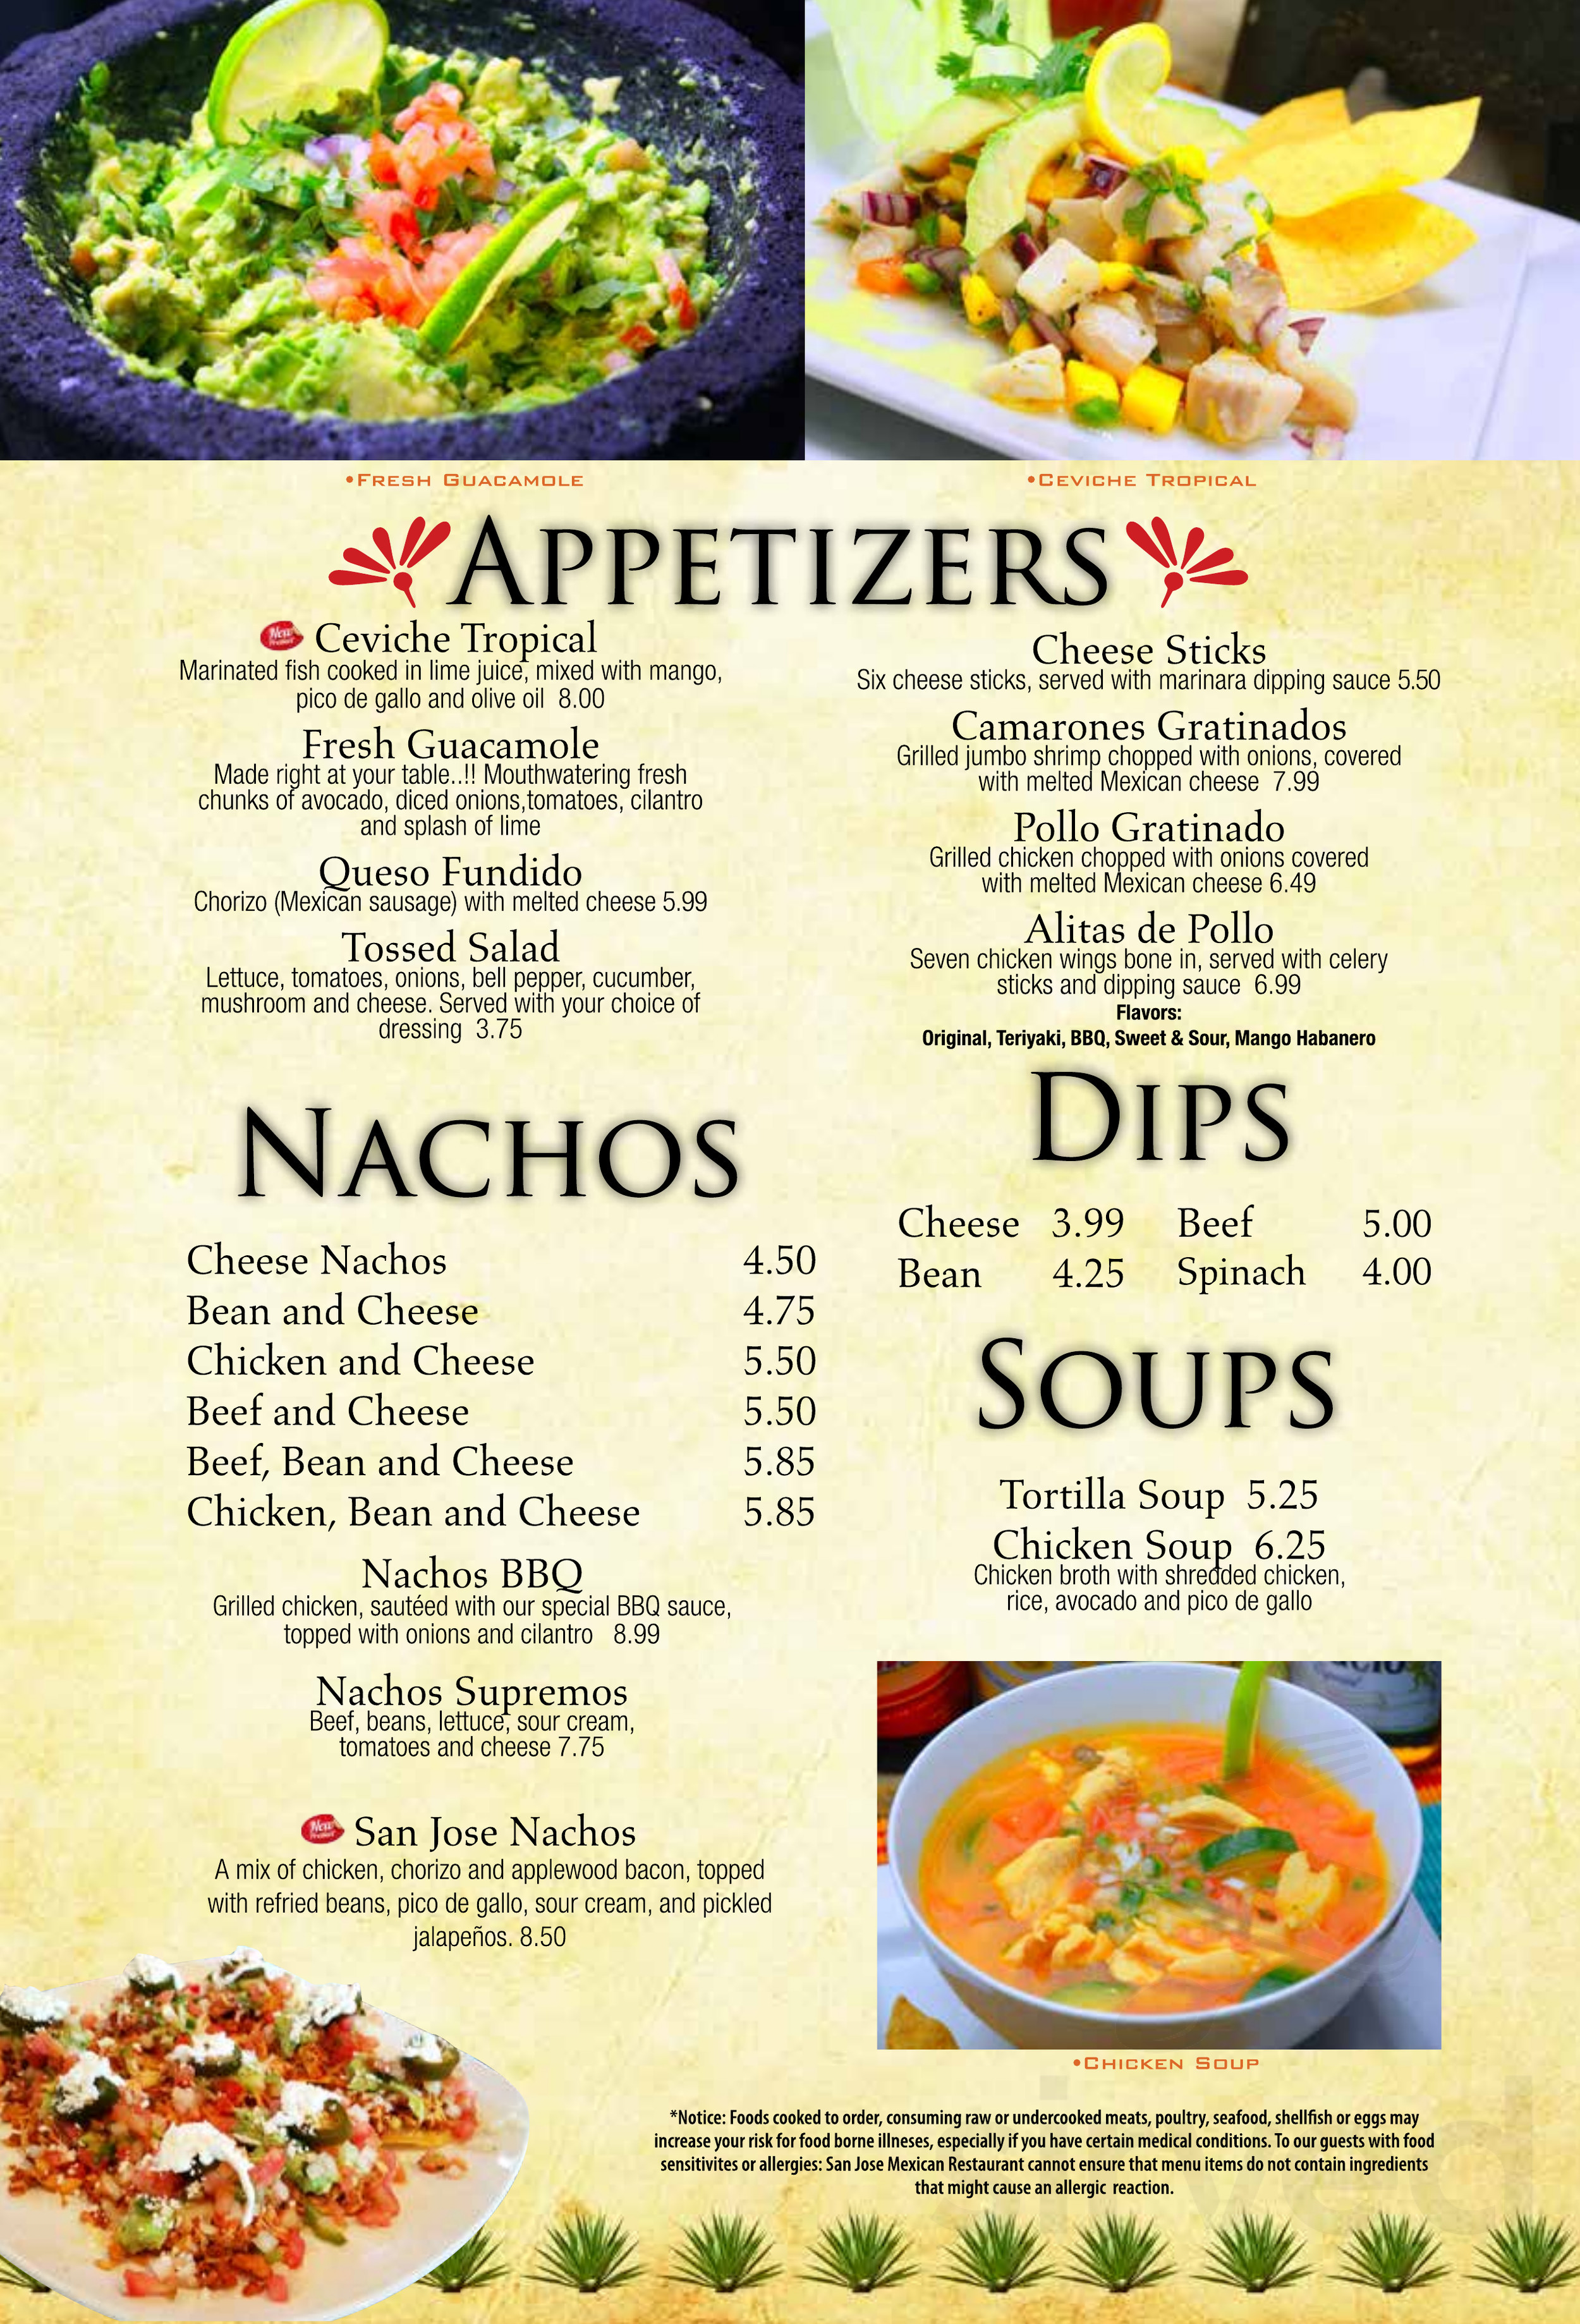 •Fresh Guacamole
•Ceviche Tropical
Appetizers
New
Ceviche Tropical
Marinated fish cooked in lime juice, mixed with mango,
pico de gallo and olive oil 8.00
Fresh Guacamole
Made right at your table..!! Mouthwatering fresh
chunks of avocado, diced onions,tomatoes, cilantro
and splash of lime
Queso Fundido
Chorizo (Mexican sausage) with melted cheese 5.99
Tossed Salad
Lettuce, tomatoes, onions, bell pepper, cucumber,
mushroom and cheese. Served with your choice of
dressing 3.75
Cheese Sticks
Six cheese sticks, served with marinara dipping sauce 5.50
Camarones Gratinados
Grilled jumbo shrimp chopped with onions, covered
with melted Mexican cheese 7.99
Pollo Gratinado
Grilled chicken chopped with onions covered
with melted Mexican cheese 6.49
Alitas de Pollo
Seven chicken wings bone in, served with celery
sticks and dipping sauce 6.99
Flavors:
Original, Teriyaki, BBQ, Sweet & Sour, Mango Habanero
Nachos
Cheese Nachos 4.50
Bean and Cheese 4.75
Chicken and Cheese 5.50
Beef and Cheese 5.50
Beef, Bean and Cheese 5.85
Chicken, Bean and Cheese 5.85
Nachos BBQ
Grilled chicken, sautéed with our special BBQ sauce,
topped with onions and cilantro 8.99
Nachos Supremos
Beef, beans, lettuce, sour cream,
tomatoes and cheese 7.75
New
San Jose Nachos
A mix of chicken, chorizo and applewood bacon, topped
with refried beans, pico de gallo, sour cream, and pickled
jalapeños. 8.50
Dips
Cheese 3.99 Beef 5.00
Bean 4.25 Spinach 4.00
Soups
Tortilla Soup 5.25
Chicken Soup 6.25
Chicken broth with shredded chicken,
rice, avocado and pico de gallo
•Chicken Soup
*Notice: Foods cooked to order, consuming raw or undercooked meats, poultry, seafood, shellfish or eggs may
increase your risk for food borne illneses, especially if you have certain medical conditions. To our guests with food
sensitivites or allergies: San Jose Mexican Restaurant cannot ensure that menu items do not contain ingredients
that might cause an allergic reaction.